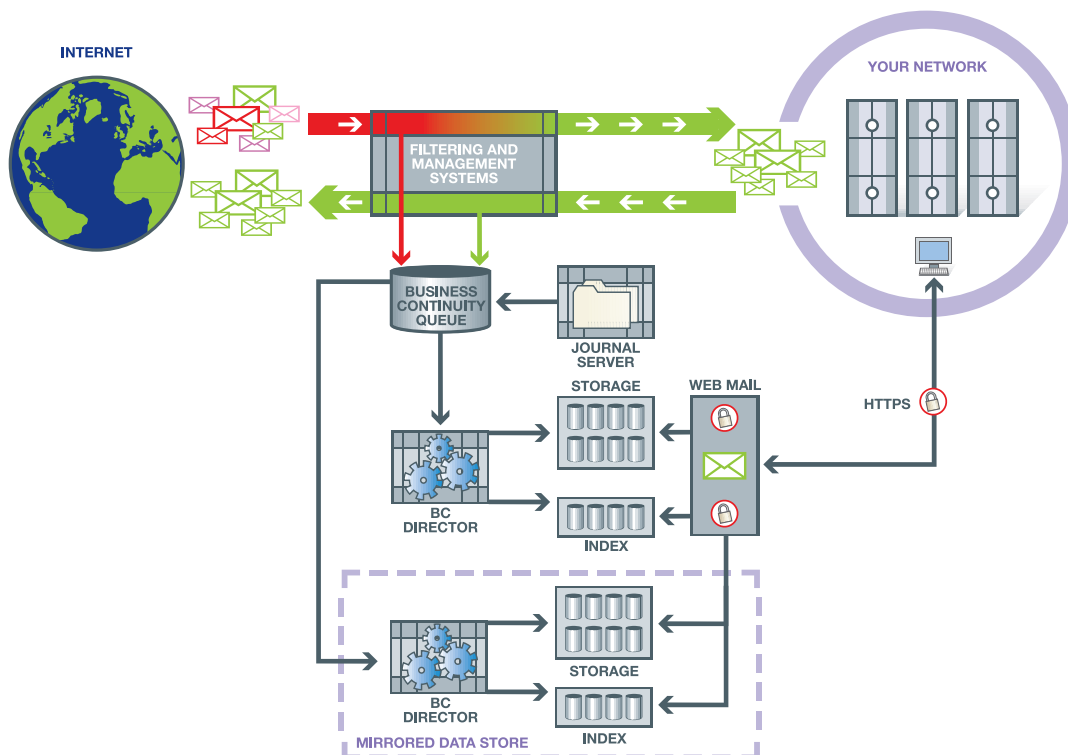 INTERNET
YOUR NETWORK
FILTERING AND
MANAGEMENT
SYSTEMS
BUSINESS
CONTINUITY
QUEUE
JOURNAL
SERVER
STORAGE
WEB MAIL
HTTPS
BC
DIRECTOR
INDEX
STORAGE
BC
DIRECTOR
INDEX
MIRRORED DATA STORE